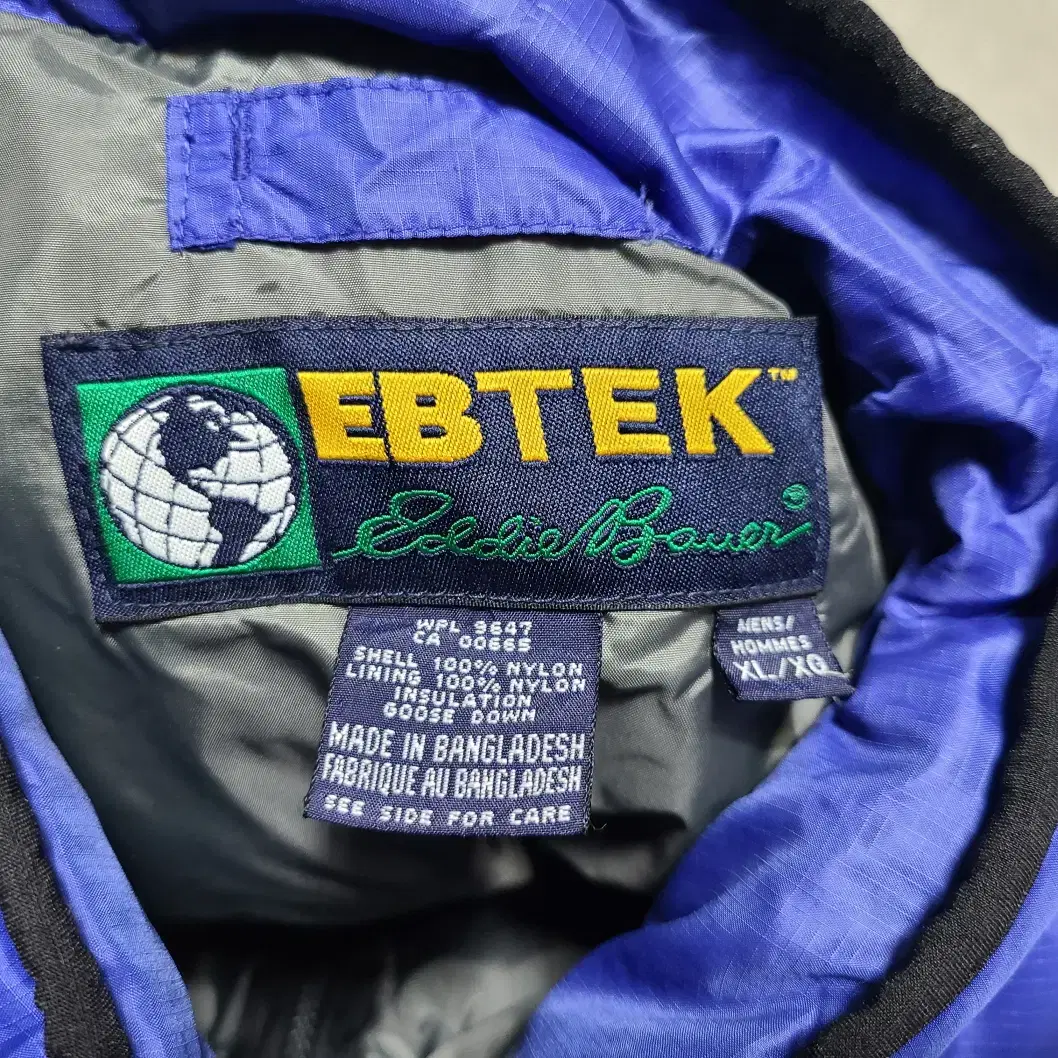 EBTEK™
Eddie Bauer®
WPL 9647
CA 00665
SHELL 100% NYLON
LINING 100% NYLON
INSULATION
GOOSE DOWN
MADE IN BANGLADESH
FABRIQUE AU BANGLADESH
SEE SIDE FOR CARE
MENS/
HOMMES
XL/XG